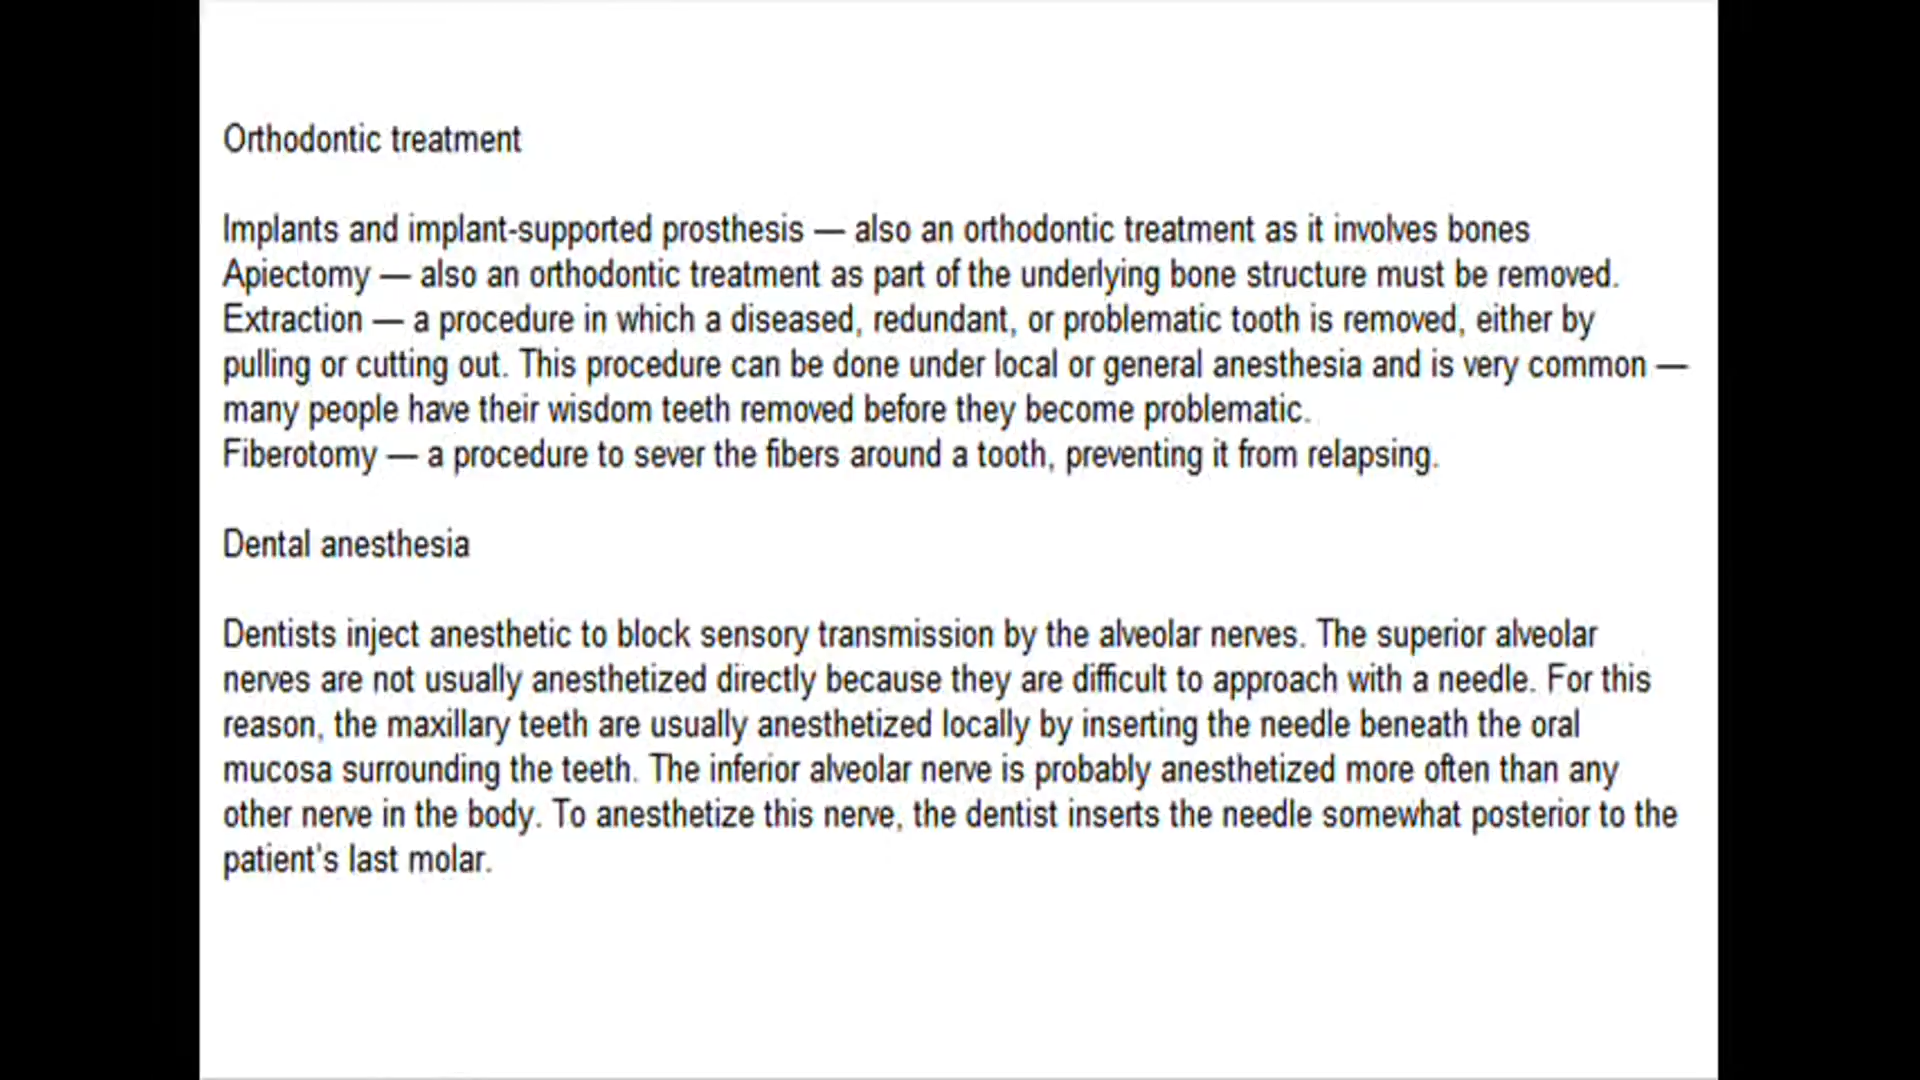 Orthodontic treatment
Implants and implant-supported prosthesis — also an orthodontic treatment as it involves bones
Apiectomy — also an orthodontic treatment as part of the underlying bone structure must be removed.
Extraction — a procedure in which a diseased, redundant, or problematic tooth is removed, either by
pulling or cutting out. This procedure can be done under local or general anesthesia and is very common —
many people have their wisdom teeth removed before they become problematic.
Fiberotomy — a procedure to sever the fibers around a tooth, preventing it from relapsing.
Dental anesthesia
Dentists inject anesthetic to block sensory transmission by the alveolar nerves. The superior alveolar
nerves are not usually anesthetized directly because they are difficult to approach with a needle. For this
reason, the maxillary teeth are usually anesthetized locally by inserting the needle beneath the oral
mucosa surrounding the teeth. The inferior alveolar nerve is probably anesthetized more often than any
other nerve in the body. To anesthetize this nerve, the dentist inserts the needle somewhat posterior to the
patient's last molar.